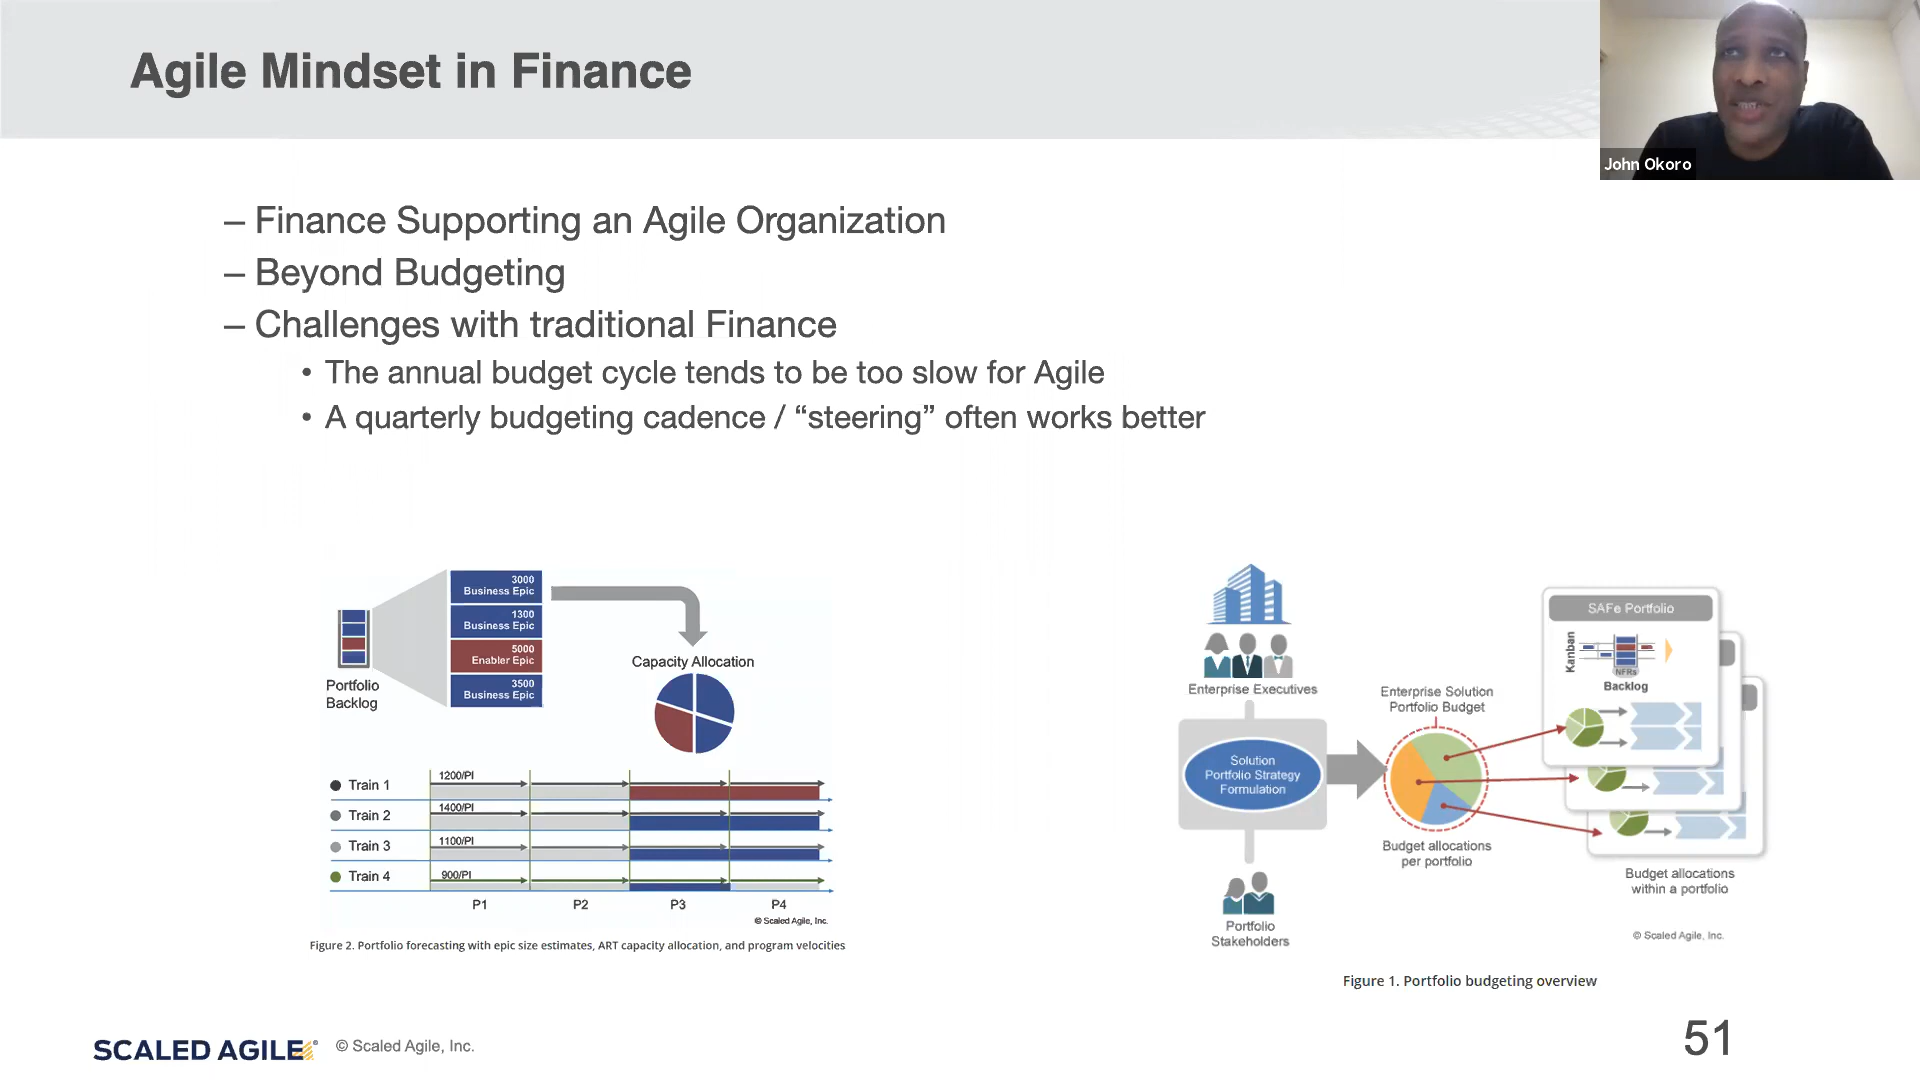 Agile Mindset in Finance
John Okoro
– Finance Supporting an Agile Organization
– Beyond Budgeting
– Challenges with traditional Finance
• The annual budget cycle tends to be too slow for Agile
• A quarterly budgeting cadence / “steering” often works better
3000
Business Epic
1300
Business Epic
5000
Enabler Epic
3500
Business Epic
Portfolio
Backlog
Capacity Allocation
Train 1
1200/PI
Train 2
1400/PI
Train 3
1100/PI
Train 4
900/PI
P1 P2 P3 P4
© Scaled Agile, Inc.
Figure 2. Portfolio forecasting with epic size estimates, ART capacity allocation, and program velocities
Enterprise Executives
Solution
Portfolio Strategy
Formulation
Portfolio
Stakeholders
Enterprise Solution
Portfolio Budget
Budget allocations
per portfolio
SAFe Portfolio
Kanban
NFRs
Backlog
Budget allocations
within a portfolio
© Scaled Agile, Inc.
Figure 1. Portfolio budgeting overview
SCALED AGILE®
© Scaled Agile, Inc.
51